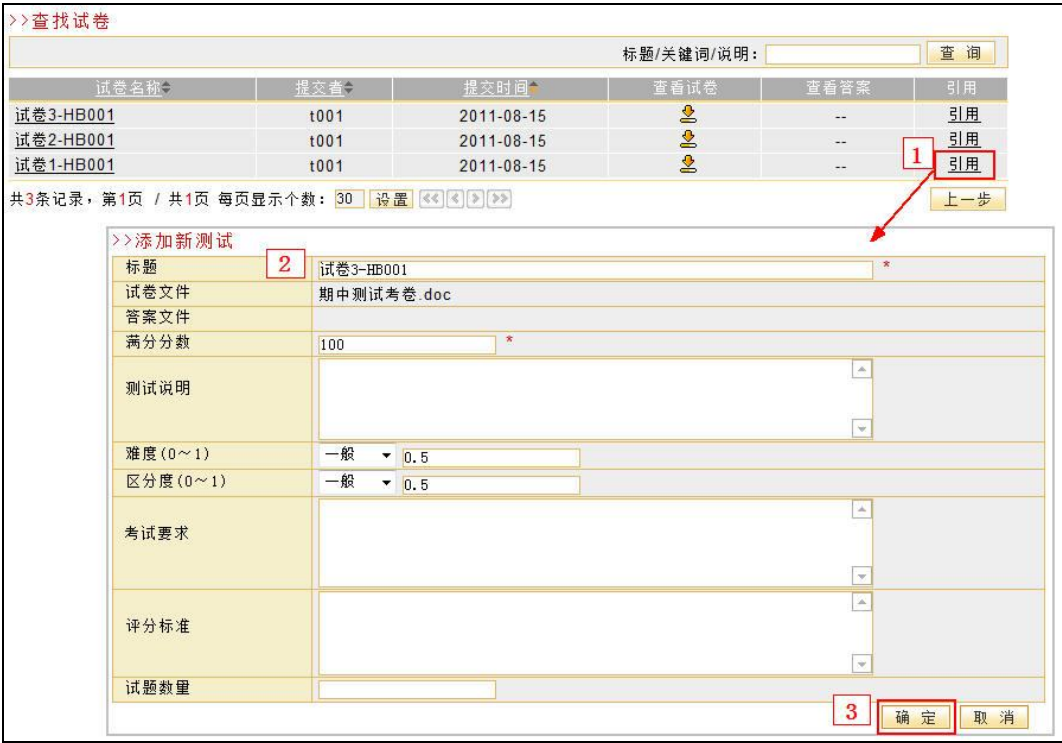 >>查找试卷
标题/关键词/说明: 查 询
试卷名称 提交者 提交时间 查看试卷 查看答案 引用
试卷3-HB001 t001 2011-08-15 -- 引用
试卷2-HB001 t001 2011-08-15 -- 引用
试卷1-HB001 t001 2011-08-15 -- 1 引用
共3条记录，第1页 / 共1页 每页显示个数: 30 设置 << < > >> 上一步
>>添加新测试
标题 2 试卷3-HB001 *
试卷文件 期中测试考卷.doc
答案文件
满分分数 100 *
测试说明
难度(0～1) 一般 0.5
区分度(0～1) 一般 0.5
考试要求
评分标准
试题数量
3 确 定 取 消